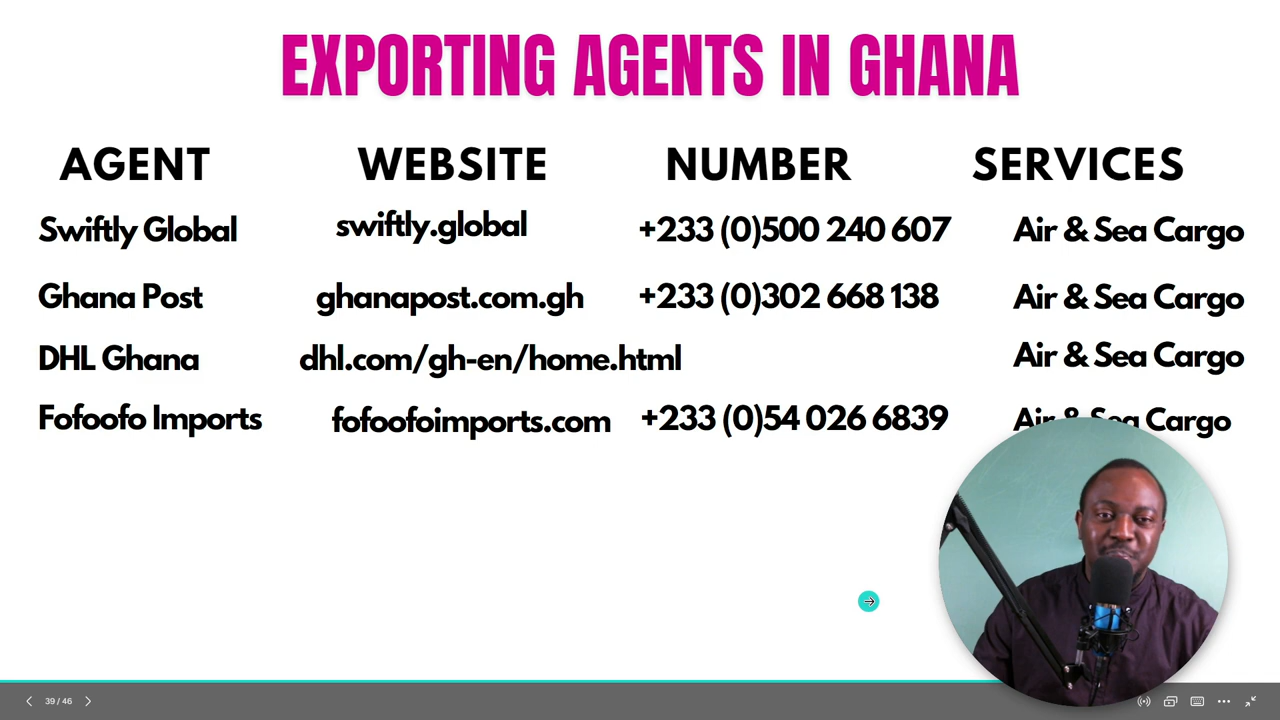 EXPORTING AGENTS IN GHANA
AGENT WEBSITE NUMBER SERVICES
Swiftly Global swiftly.global +233 (0)500 240 607 Air & Sea Cargo
Ghana Post ghanapost.com.gh +233 (0)302 668 138 Air & Sea Cargo
DHL Ghana dhl.com/gh-en/home.html Air & Sea Cargo
Fofoofo Imports fofoofoimports.com +233 (0)54 026 6839 Air & Sea Cargo
39 / 46